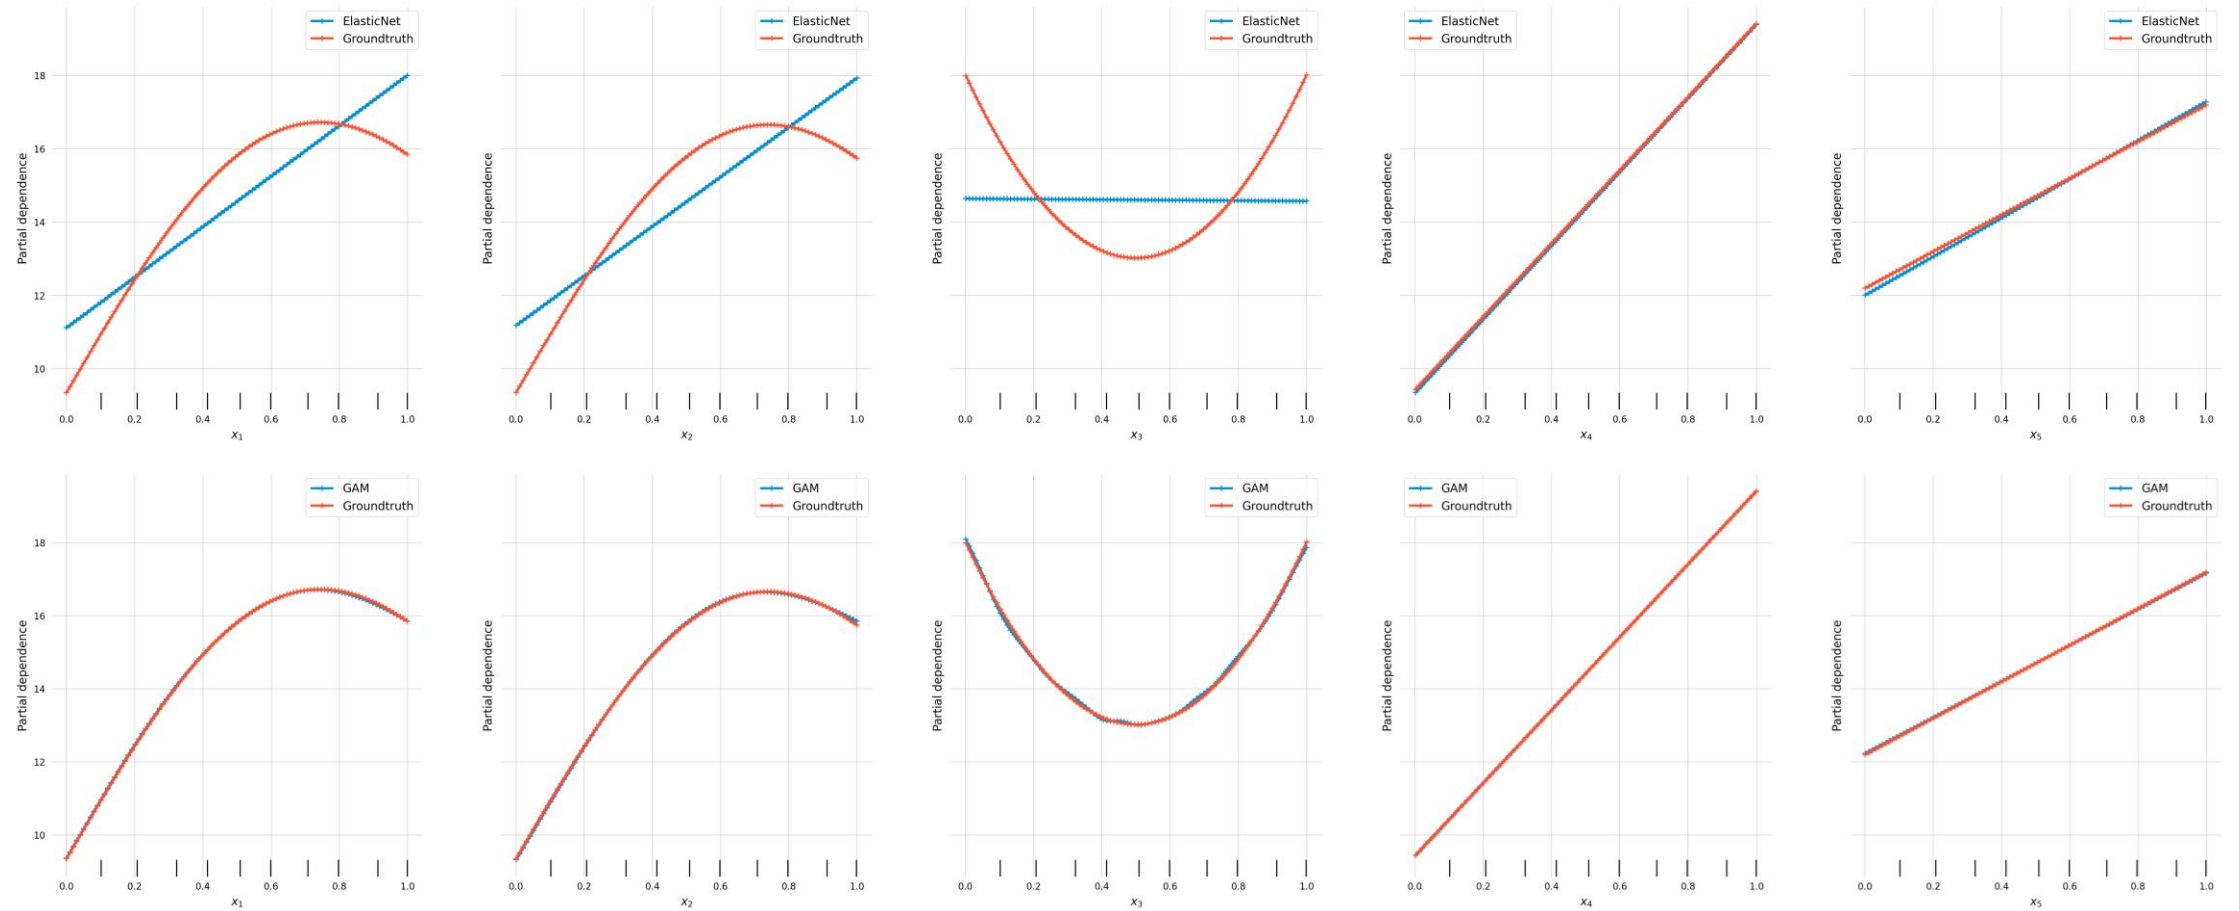 ElasticNet
Groundtruth
18
16
14
12
10
Partial dependence
0.0 0.2 0.4 0.6 0.8 1.0
x₁
ElasticNet
Groundtruth
Partial dependence
0.0 0.2 0.4 0.6 0.8 1.0
x₂
ElasticNet
Groundtruth
Partial dependence
0.0 0.2 0.4 0.6 0.8 1.0
x₃
ElasticNet
Groundtruth
Partial dependence
0.0 0.2 0.4 0.6 0.8 1.0
x₄
ElasticNet
Groundtruth
Partial dependence
0.0 0.2 0.4 0.6 0.8 1.0
x₅
GAM
Groundtruth
18
16
14
12
10
Partial dependence
0.0 0.2 0.4 0.6 0.8 1.0
x₁
GAM
Groundtruth
Partial dependence
0.0 0.2 0.4 0.6 0.8 1.0
x₂
GAM
Groundtruth
Partial dependence
0.0 0.2 0.4 0.6 0.8 1.0
x₃
GAM
Groundtruth
Partial dependence
0.0 0.2 0.4 0.6 0.8 1.0
x₄
GAM
Groundtruth
Partial dependence
0.0 0.2 0.4 0.6 0.8 1.0
x₅